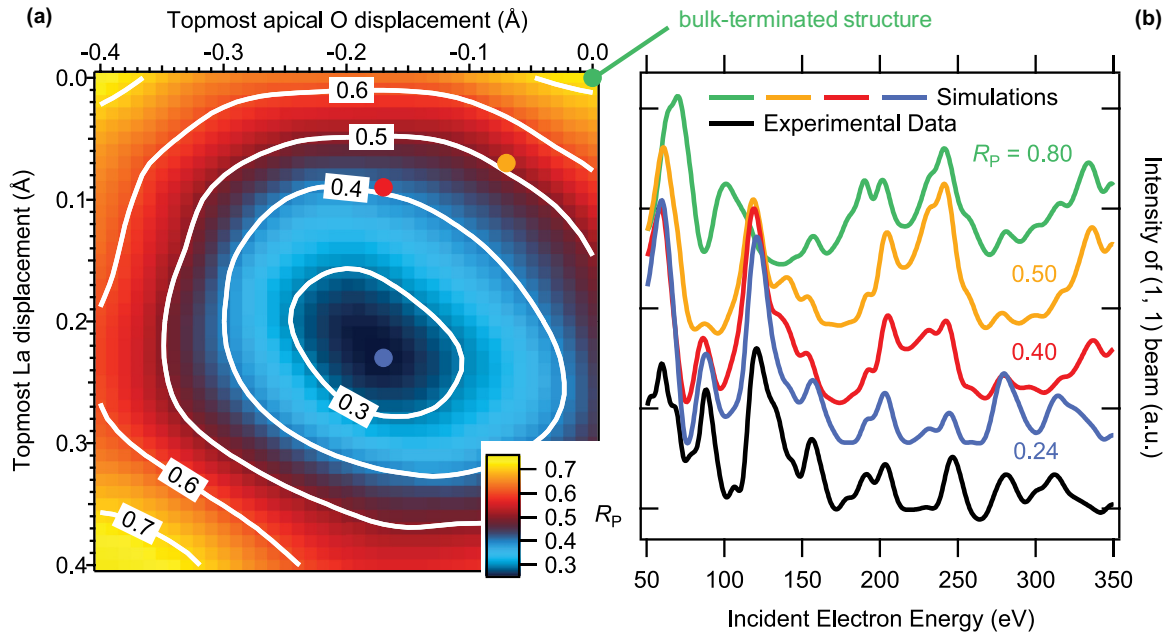 (a)
Topmost apical O displacement (Å)
-0.4 -0.3 -0.2 -0.1 0.0
bulk-terminated structure
(b)
Topmost La displacement (Å)
0.0
0.1
0.2
0.3
0.4
0.6
0.5
0.4
0.3
0.6
0.7
RP
0.7
0.6
0.5
0.4
0.3
Simulations
Experimental Data
RP = 0.80
0.50
0.40
0.24
50 100 150 200 250 300 350
Incident Electron Energy (eV)
Intensity of (1, 1) beam (a.u.)